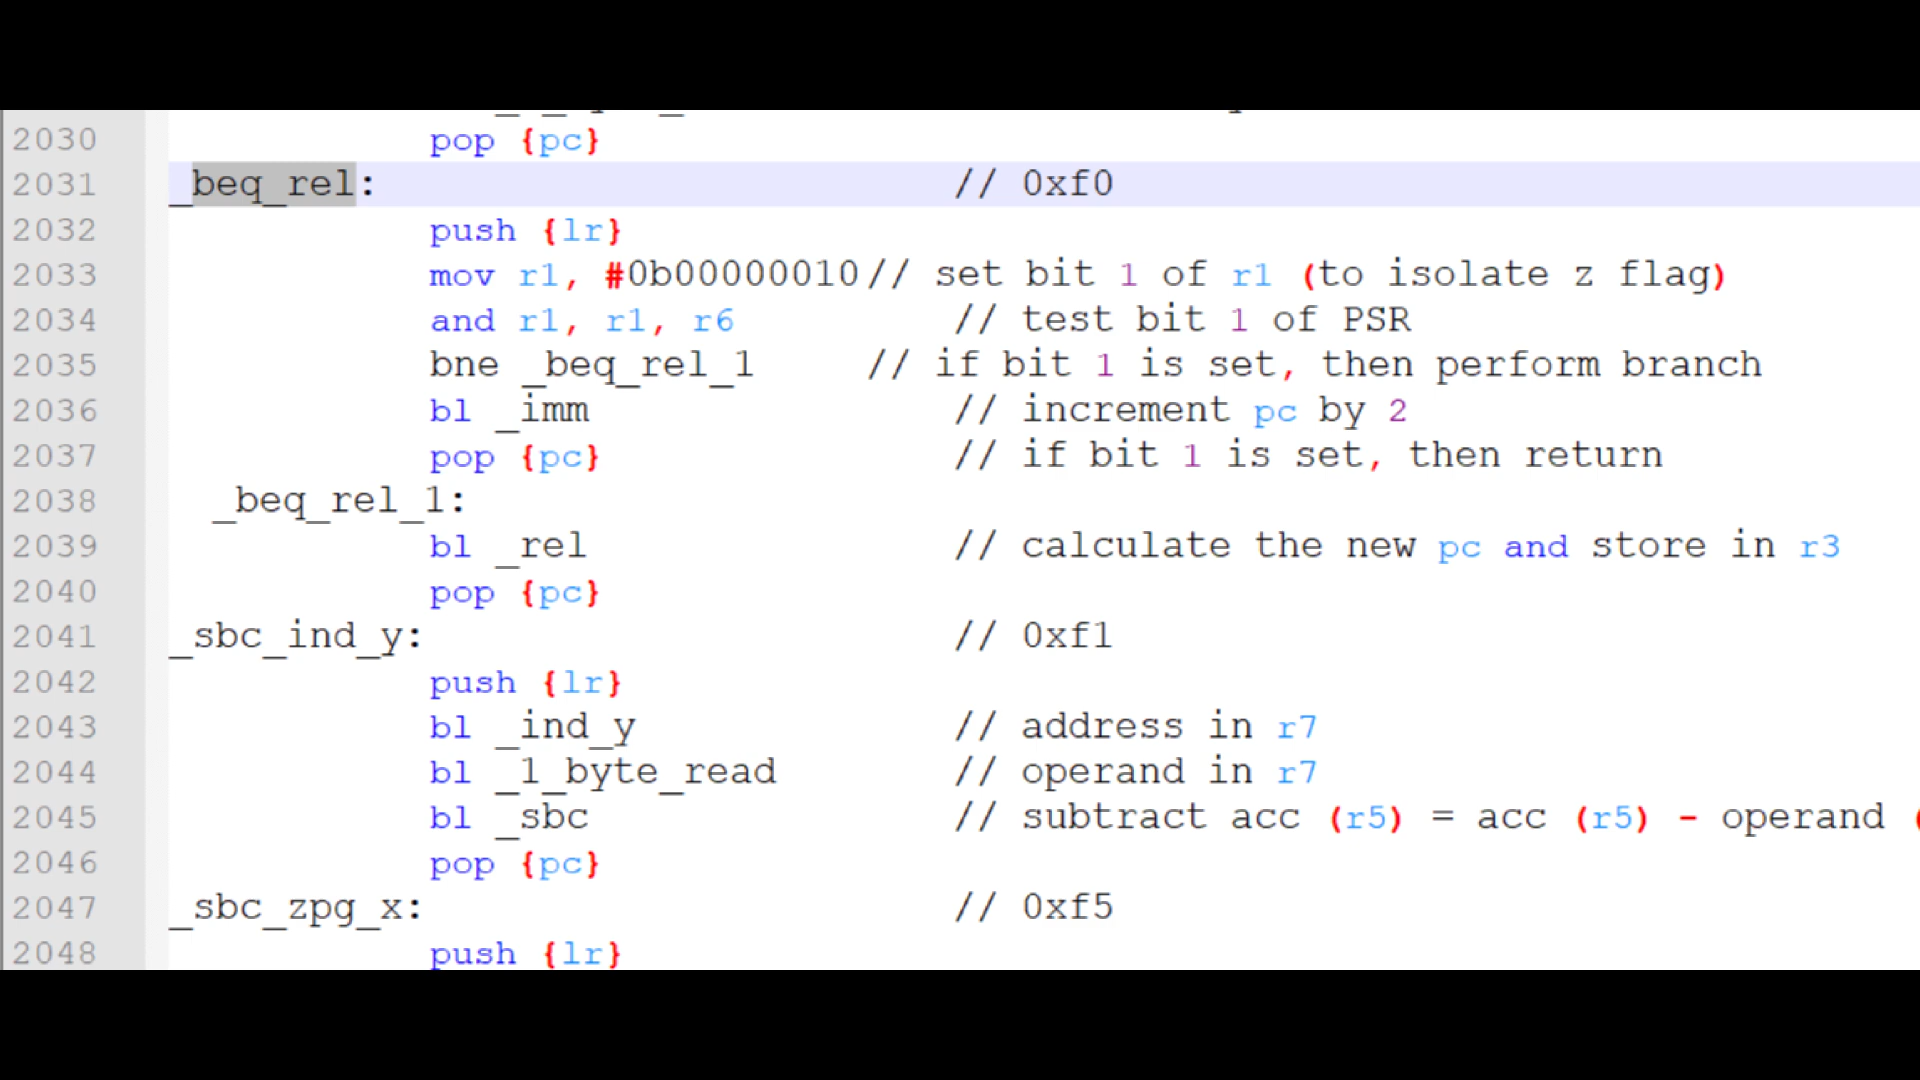 2030 pop {pc}
2031 _beq_rel: // 0xf0
2032 push {lr}
2033 mov r1, #0b00000010// set bit 1 of r1 (to isolate z flag)
2034 and r1, r1, r6 // test bit 1 of PSR
2035 bne _beq_rel_1 // if bit 1 is set, then perform branch
2036 bl _imm // increment pc by 2
2037 pop {pc} // if bit 1 is set, then return
2038 _beq_rel_1:
2039 bl _rel // calculate the new pc and store in r3
2040 pop {pc}
2041 _sbc_ind_y: // 0xf1
2042 push {lr}
2043 bl _ind_y // address in r7
2044 bl _1_byte_read // operand in r7
2045 bl _sbc // subtract acc (r5) = acc (r5) - operand (
2046 pop {pc}
2047 _sbc_zpg_x: // 0xf5
2048 push {lr}